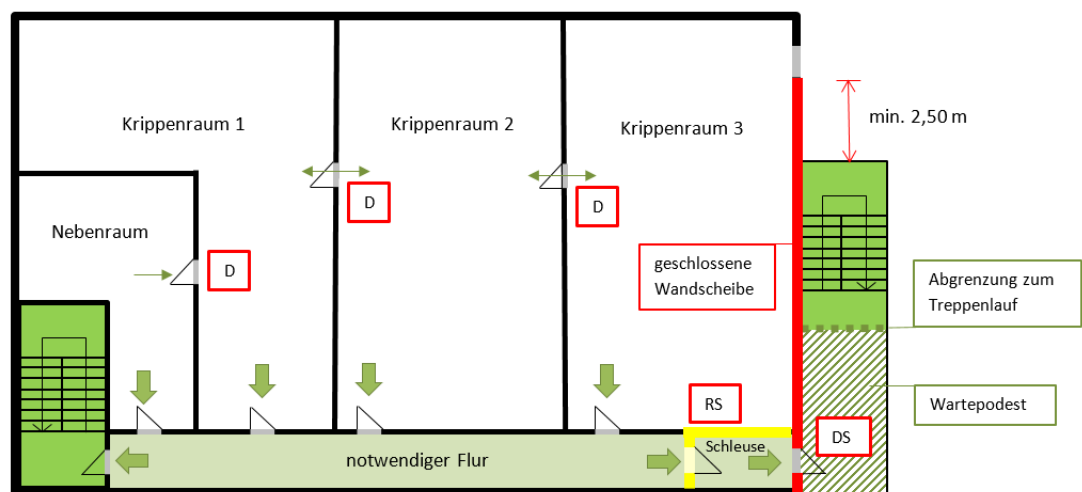 Krippenraum 1
Krippenraum 2
Krippenraum 3
min. 2,50 m
Nebenraum
D
D
D
geschlossene
Wandscheibe
Abgrenzung zum
Treppenlauf
RS
Wartepodest
DS
Schleuse
notwendiger Flur